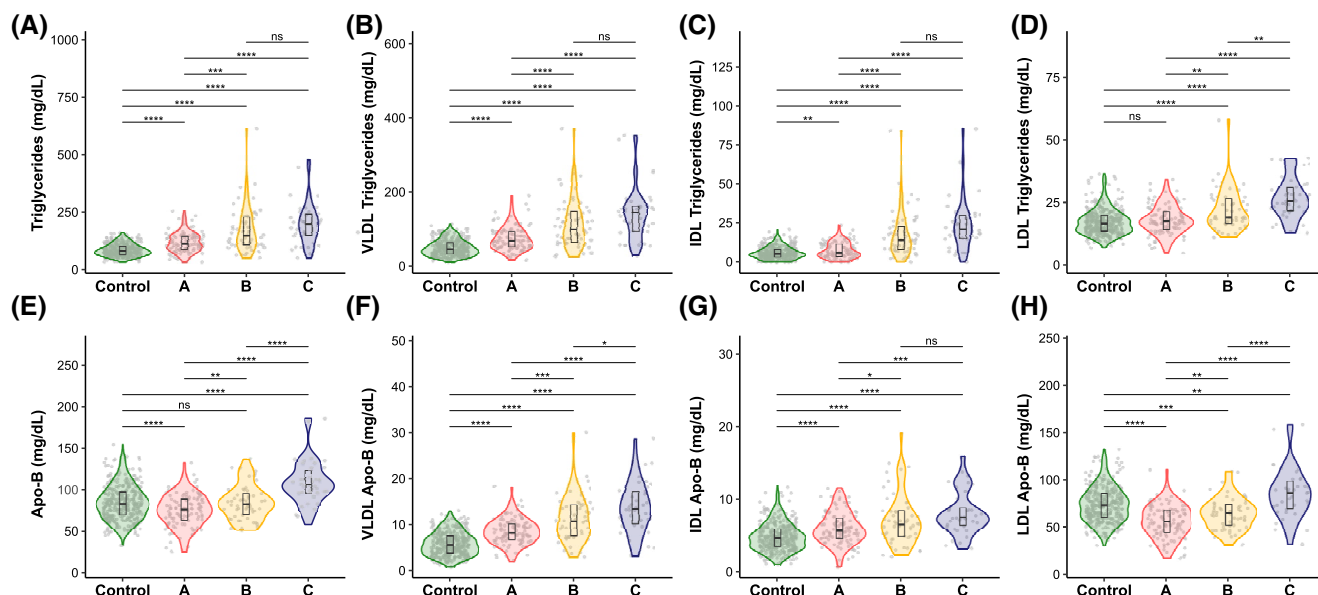 (A)
Triglycerides (mg/dL)
1000
750
500
250
0
ns
****
***
****
****
****
Control A B C
(B)
VLDL Triglycerides (mg/dL)
600
400
200
0
ns
****
****
****
****
****
Control A B C
(C)
IDL Triglycerides (mg/dL)
125
100
75
50
25
0
ns
****
****
****
****
**
Control A B C
(D)
LDL Triglycerides (mg/dL)
75
50
25
0
**
****
**
****
****
ns
Control A B C
(E)
Apo-B (mg/dL)
250
200
150
100
50
0
****
****
**
****
ns
****
Control A B C
(F)
VLDL Apo-B (mg/dL)
50
40
30
20
10
0
*
****
***
****
****
****
Control A B C
(G)
IDL Apo-B (mg/dL)
30
20
10
0
ns
***
*
****
****
****
Control A B C
(H)
LDL Apo-B (mg/dL)
250
200
150
100
50
0
****
****
**
**
***
****
Control A B C